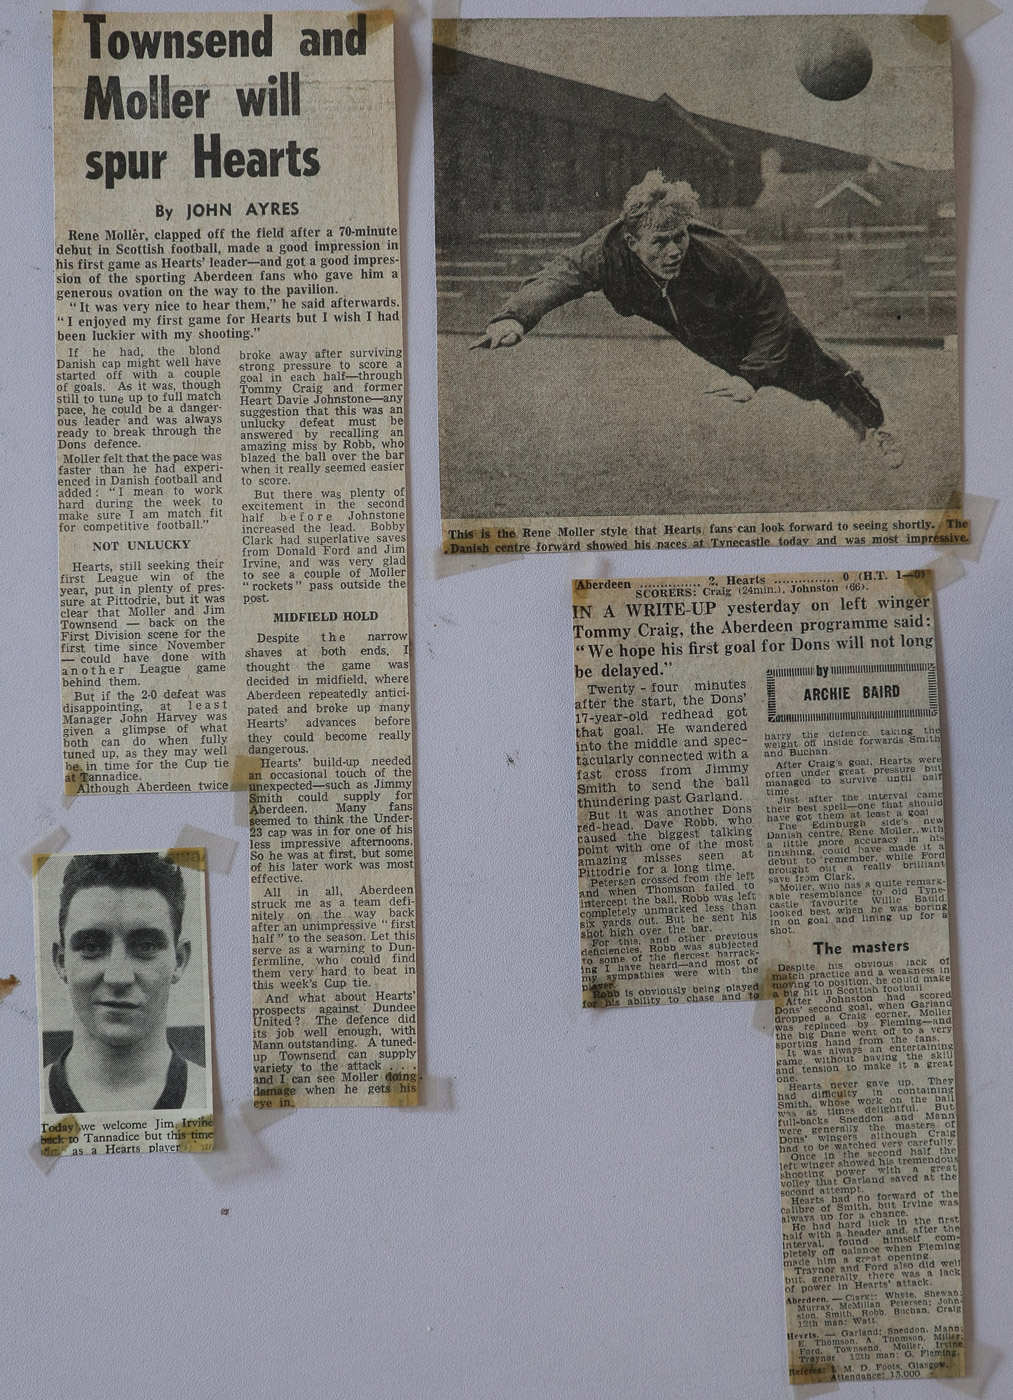 Townsend and
Moller will
spur Hearts
By JOHN AYRES
Rene Moller, clapped off the field after a 70-minute
debut in Scottish football, made a good impression in
his first game as Hearts' leader—and got a good impres-
sion of the sporting Aberdeen fans who gave him a
generous ovation on the way to the pavilion.
"It was very nice to hear them," he said afterwards.
"I enjoyed my first game for Hearts but I wish I had
been luckier with my shooting."
If he had, the blond
Danish cap might well have
started off with a couple
of goals. As it was, though
still to tune up to full match
pace, he could be a danger-
ous leader and was always
ready to break through the
Dons defence.
Moller felt that the pace was
faster than he had experi-
enced in Danish football and
added: "I mean to work
hard during the week to
make sure I am match fit
for competitive football."
NOT UNLUCKY
Hearts, still seeking their
first League win of the
year, put in plenty of pres-
sure at Pittodrie, but it was
clear that Moller and Jim
Townsend — back on the
First Division scene for the
first time since November
— could have done with
another League game
behind them.
But if the 2-0 defeat was
disappointing, at least
Manager John Harvey was
given a glimpse of what
both can do when fully
tuned up, as they may well
be in time for the Cup tie
at Tannadice.
Although Aberdeen twice
broke away after surviving
strong pressure to score a
goal in each half—through
Tommy Craig and former
Heart Davie Johnstone—any
suggestion that this was an
unlucky defeat must be
answered by recalling an
amazing miss by Robb, who
blazed the ball over the bar
when it really seemed easier
to score.
But there was plenty of
excitement in the second
half before Johnstone
increased the lead. Bobby
Clark had superlative saves
from Donald Ford and Jim
Irvine, and was very glad
to see a couple of Moller
"rockets" pass outside the
post.
MIDFIELD HOLD
Despite the narrow
shaves at both ends, I
thought the game was
decided in midfield, where
Aberdeen repeatedly antici-
pated and broke up many
Hearts' advances before
they could become really
dangerous.
Hearts' build-up needed
an occasional touch of the
unexpected—such as Jimmy
Smith could supply for
Aberdeen. Many fans
seemed to think the Under-
23 cap was in for one of his
less impressive afternoons.
So he was at first, but some
of his later work was most
effective.
All in all, Aberdeen
struck me as a team defi-
nitely on the way back
after an unimpressive "first
half" to the season. Let this
serve as a warning to Dun-
fermline, who could find
them very hard to beat in
this week's Cup tie.
And what about Hearts'
prospects against Dundee
United? The defence did
its job well enough, with
Mann outstanding. A tuned-
up Townsend can supply
variety to the attack . . .
and I can see Moller doing
damage when he gets his
eye in.
Today we welcome Jim Irvine
back to Tannadice but this time
as a Hearts player
This is the Rene Moller style that Hearts fans can look forward to seeing shortly. The
Danish centre forward showed his paces at Tynecastle today and was most impressive.
Aberdeen .............. 2, Hearts .............. 0 (H.T. 1—0)
SCORERS: Craig (24min.), Johnston (66).
IN A WRITE-UP yesterday on left winger
Tommy Craig, the Aberdeen programme said:
"We hope his first goal for Dons will not long
be delayed."
by
ARCHIE BAIRD
Twenty-four minutes
after the start, the Dons'
17-year-old redhead got
that goal. He wandered
into the middle and spec-
tacularly connected with a
fast cross from Jimmy
Smith to send the ball
thundering past Garland.
But it was another Dons
red-head, Dave Robb, who
caused the biggest talking
point with one of the most
amazing misses seen at
Pittodrie for a long time.
Petersen crossed from the left
and when Thomson failed to
intercept the ball, Robb was left
completely unmarked less than
six yards out. But he sent his
shot high over the bar.
For this, and other previous
deficiencies, Robb was subjected
to some of the fiercest barrack-
ing I have heard—and most of
my sympathies were with the
player.
Robb is obviously being played
for his ability to chase and to
harry the defence, taking the
weight off inside forwards Smith
and Buchan.
After Craig's goal, Hearts were
often under great pressure but
managed to survive until half
time.
Just after the interval came
their best spell—one that should
have got them at least a goal
The Edinburgh side's new
Danish centre, Rene Moller, with
a little more accuracy in his
finishing, could have made it a
debut to remember, while Ford
brought out a really brilliant
save from Clark.
Moller, who has a quite remark-
able resemblance to old Tyne-
castle favourite Willie Bauld,
looked best when he was boring
in on goal and lining up for a
shot.
The masters
Despite his obvious lack of
match practice and a weakness in
moving to position, he could make
a big hit in Scottish football
After Johnston had scored
Dons' second goal when Garland
dropped a Craig corner, Moller
was replaced by Fleming—and
the big Dane went off to a very
sporting hand from the fans.
It was always an entertaining
game, without having the skill
and tension to make it a great
one.
Hearts never gave up. They
had difficulty in containing
Smith, whose work on the ball
was at times delightful. But
full-backs Sneddon and Mann
were generally the masters of
Dons' wingers although Craig
had to be watched very carefully.
Once in the second half the
left winger showed his tremendous
shooting power with a great
volley that Garland saved at the
second attempt.
Hearts had no forward of the
calibre of Smith, but Irvine was
always up for a chance.
He had hard luck in the first
half with a header and, after the
interval, found himself com-
pletely off balance when Fleming
made him a great opening.
Traynor and Ford also did well
but, generally there was a lack
of power in Hearts' attack.
Aberdeen. — Clark; Whyte, Shewan;
Murray, McMillan Petersen; John-
ston, Smith, Robb, Buchan, Craig
12th man: Watt.
Hearts. — Garland; Sneddon, Mann;
E. Thomson, A. Thomson, Miller;
Ford, Townsend, Moller, Irvine
Traynor 12th man: G. Fleming.
Referee: I. M. D. Foots, Glasgow.
Attendance: 13,000